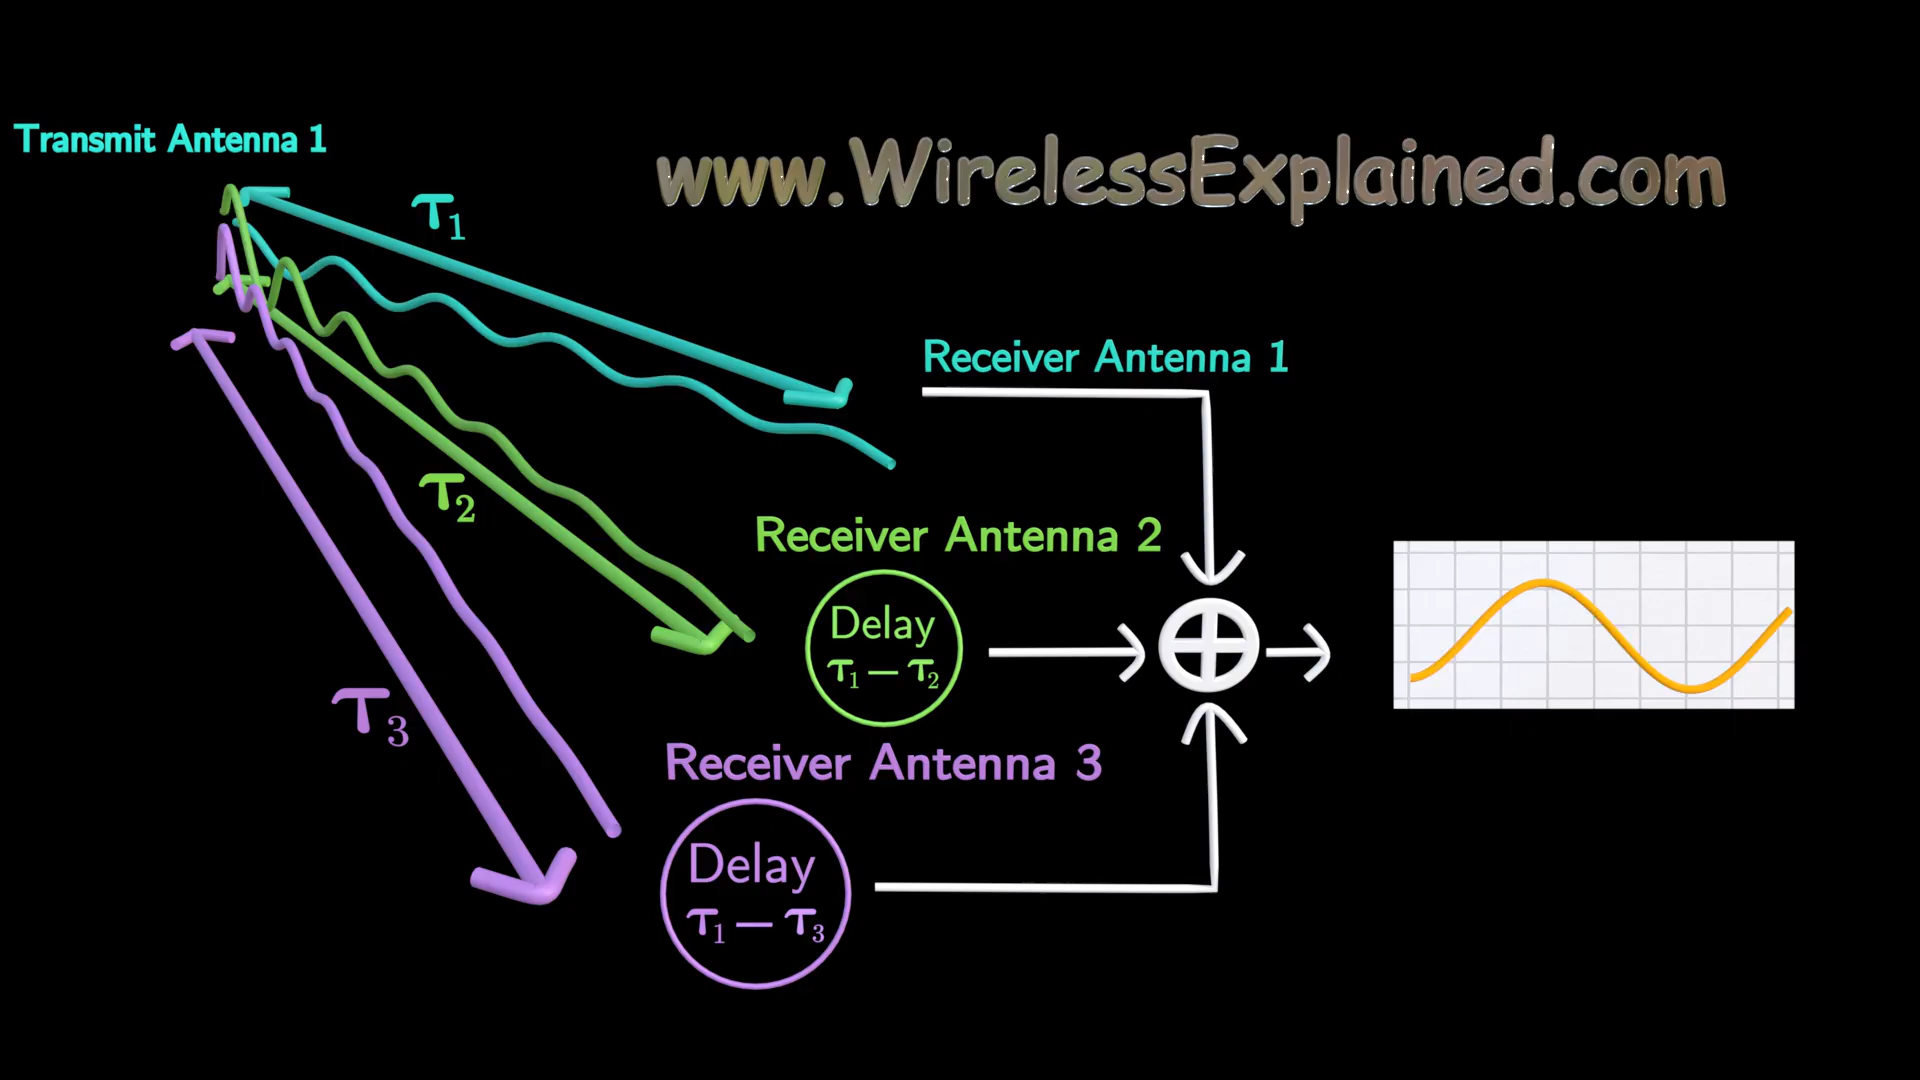 Transmit Antenna 1
www.WirelessExplained.com
τ1
Receiver Antenna 1
τ2
Receiver Antenna 2
Delay
τ1 – τ2
τ3
Receiver Antenna 3
Delay
τ1 – τ3